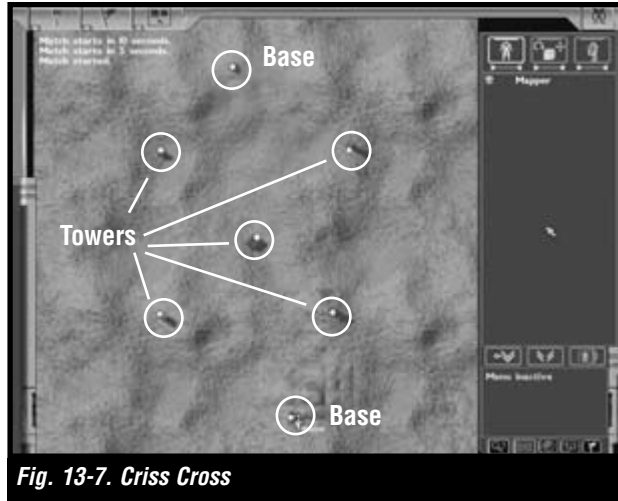 Match starts in 10 seconds.
Match starts in 5 seconds.
Match started.
Base
Mapper
Towers
Menu inactive
Base
Fig. 13-7. Criss Cross